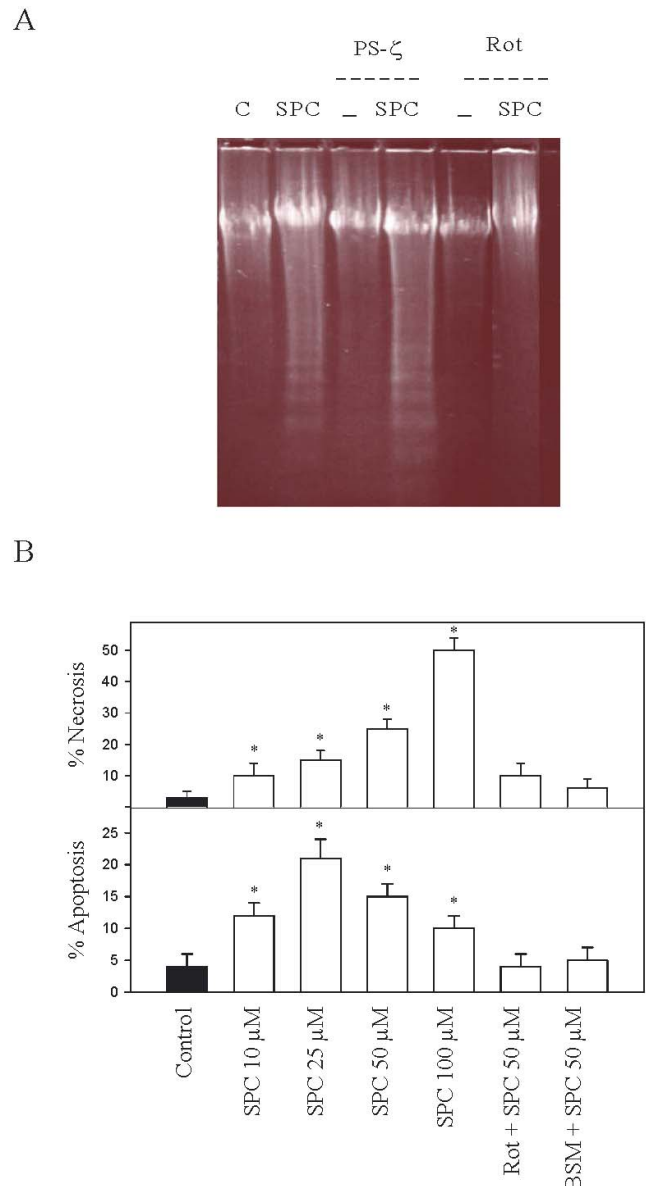 A
PS-ζ Rot
C SPC _ SPC _ SPC
B
% Necrosis
50
40
30
20
10
* * * *
% Apoptosis
25
20
15
10
5
0
* * * *
Control
SPC 10 µM
SPC 25 µM
SPC 50 µM
SPC 100 µM
Rot + SPC 50 µM
BSM + SPC 50 µM